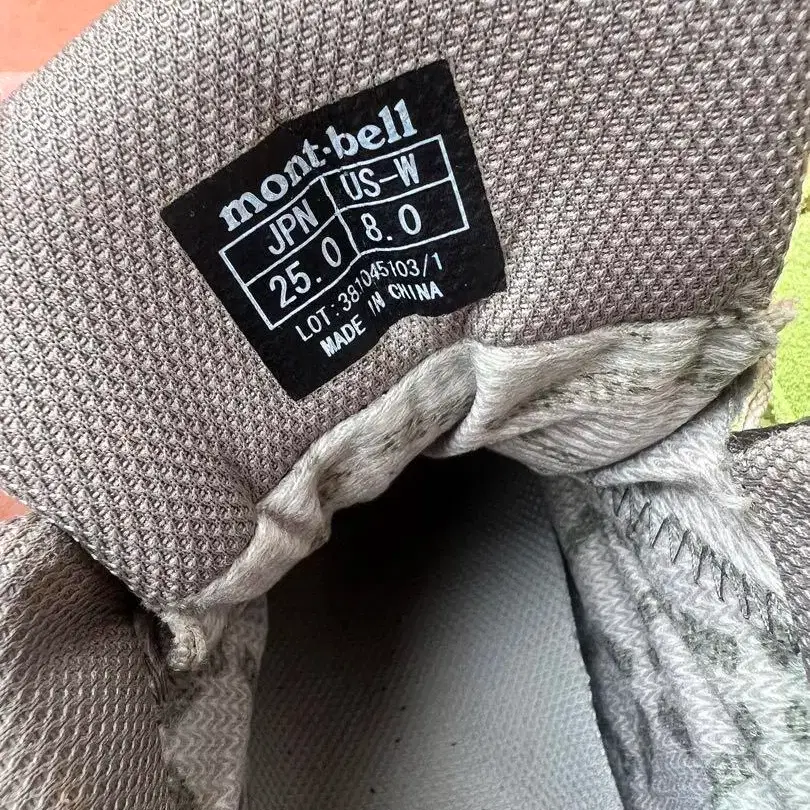 mont-bell
JPN US-W
25.0 8.0
LOT:381045103/1
MADE IN CHINA